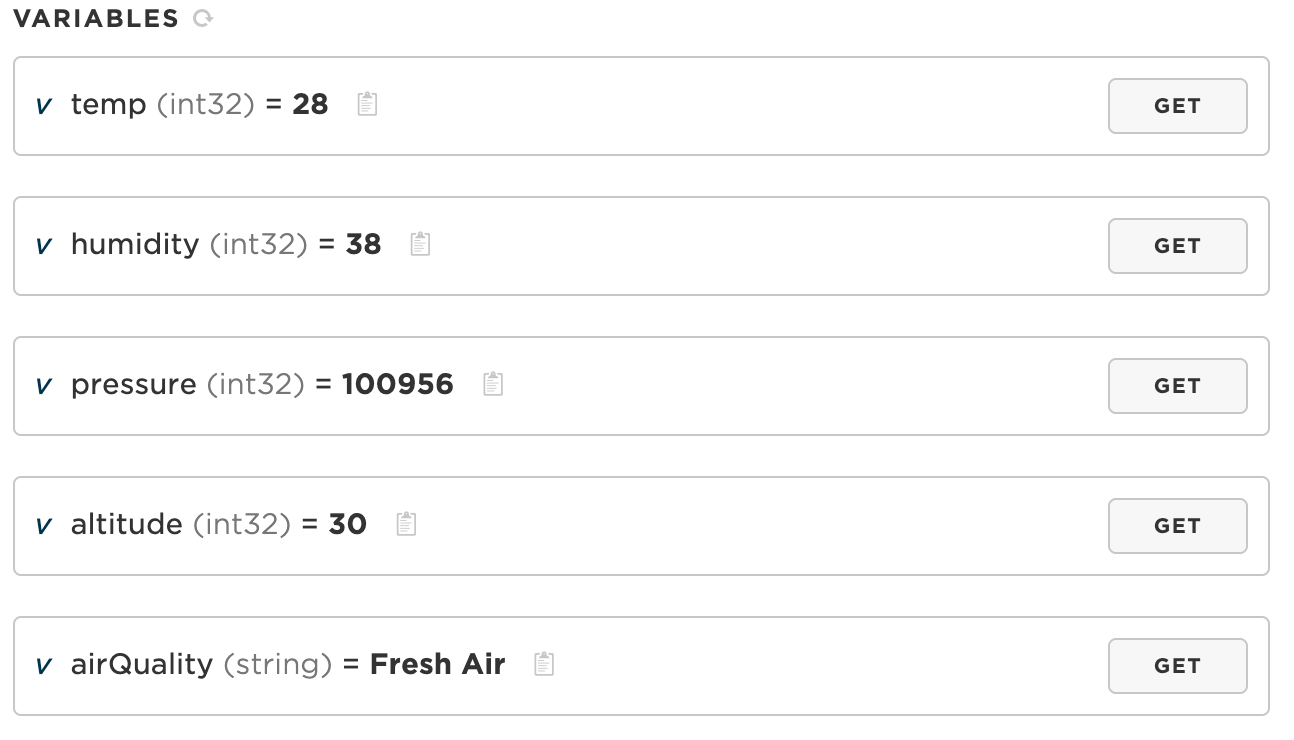 VARIABLES
v temp (int32) = 28 GET
v humidity (int32) = 38 GET
v pressure (int32) = 100956 GET
v altitude (int32) = 30 GET
v airQuality (string) = Fresh Air GET